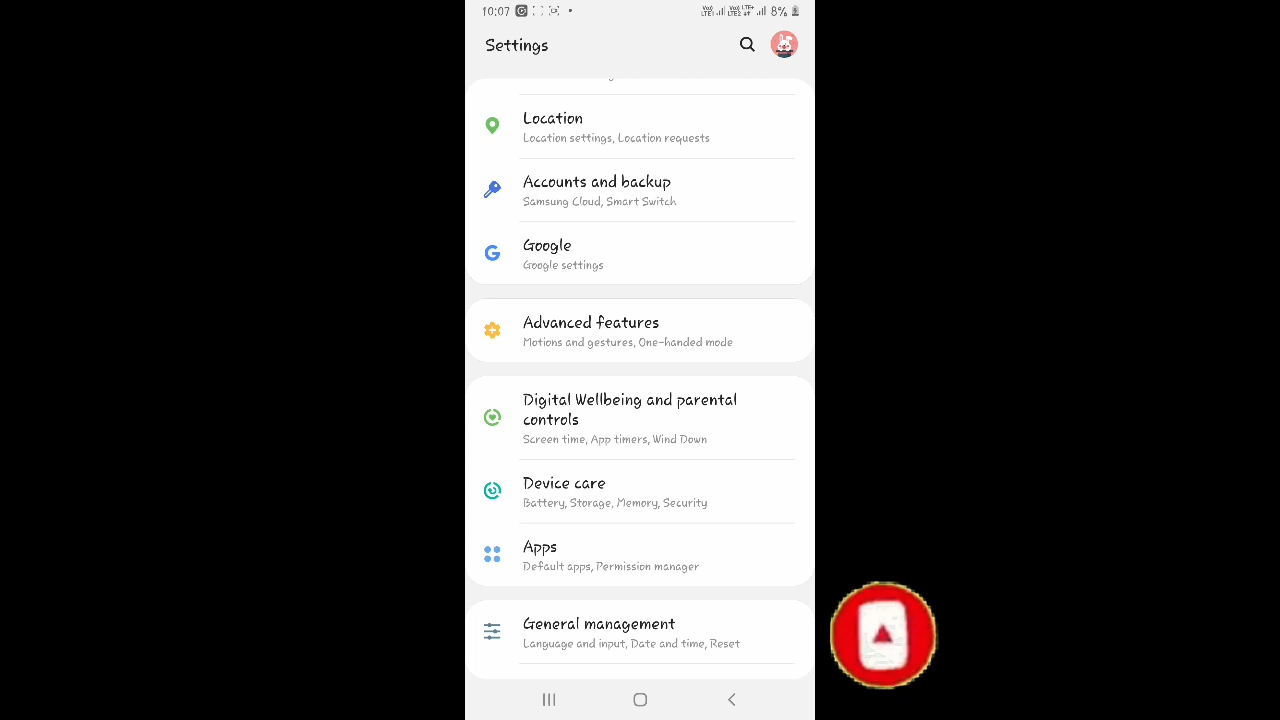 10:07 8%
Settings
Location
Location settings, Location requests
Accounts and backup
Samsung Cloud, Smart Switch
Google
Google settings
Advanced features
Motions and gestures, One-handed mode
Digital Wellbeing and parental
controls
Screen time, App timers, Wind Down
Device care
Battery, Storage, Memory, Security
Apps
Default apps, Permission manager
General management
Language and input, Date and time, Reset